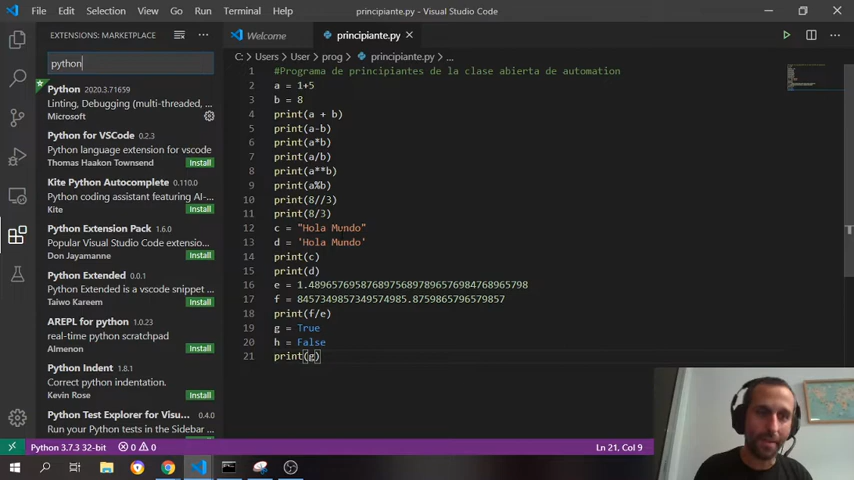 File Edit Selection View Go Run Terminal Help
principiante.py - Visual Studio Code
EXTENSIONS: MARKETPLACE
python
Python 2020.3.71659
Linting, Debugging (multi-threaded, ...
Microsoft
Python for VSCode 0.2.3
Python language extension for vscode
Thomas Haakon Townsend Install
Kite Python Autocomplete 0.110.0
Python coding assistant featuring AI-...
Kite Install
Python Extension Pack 0.0.1
Popular Visual Studio Code extensio...
Don Jayamanne Install
Python Extended 0.0.1
Python Extended is a vscode snippet ...
Taiwo Kareem Install
AREPL for python 1.0.23
real-time python scratchpad
Almenon Install
Python Indent 1.8.1
Correct python indentation.
Kevin Rose Install
Python Test Explorer for Visu... 0.4.0
Run your Python tests in the Sidebar ...
Welcome principiante.py
C: > Users > User > prog > principiante.py > ...
1 #Programa de principiantes de la clase abierta de automation
2 a = 1+5
3 b = 8
4 print(a + b)
5 print(a-b)
6 print(a*b)
7 print(a/b)
8 print(a**b)
9 print(a%b)
10 print(8//3)
11 print(8/3)
12 c = "Hola Mundo"
13 d = 'Hola Mundo'
14 print(c)
15 print(d)
16 e = 1.4896576958768975689789657698476896579​8
17 f = 8457349857349574985.8759865796579857
18 print(f/e)
19 g = True
20 h = False
21 print(g)
Python 3.7.3 32-bit 0 0 Ln 21, Col 9